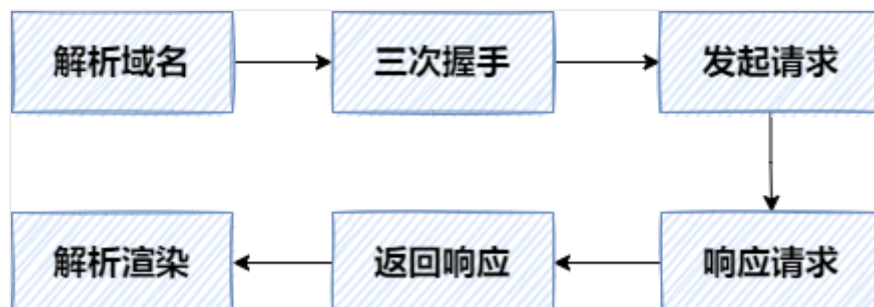 解析域名
三次握手
发起请求
响应请求
返回响应
解析渲染